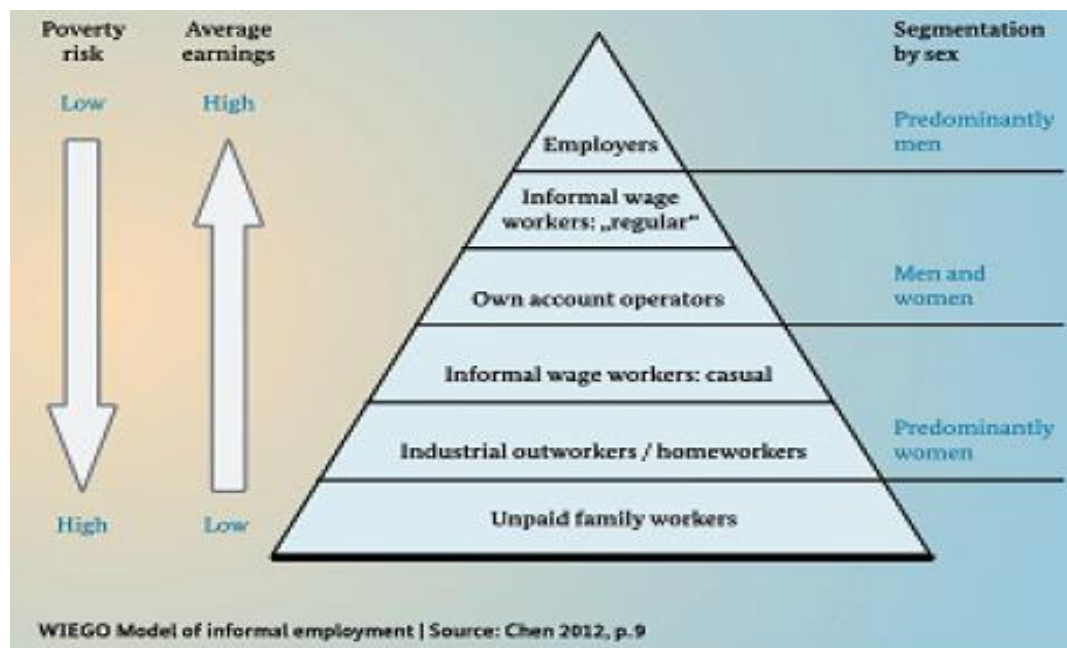 Poverty
risk
Average
earnings
Segmentation
by sex
Low
High
Predominantly
men
Employers
Informal wage
workers: „regular“
Men and
women
Own account operators
Informal wage workers: casual
Predominantly
women
Industrial outworkers / homeworkers
High
Low
Unpaid family workers
WIEGO Model of informal employment | Source: Chen 2012, p.9